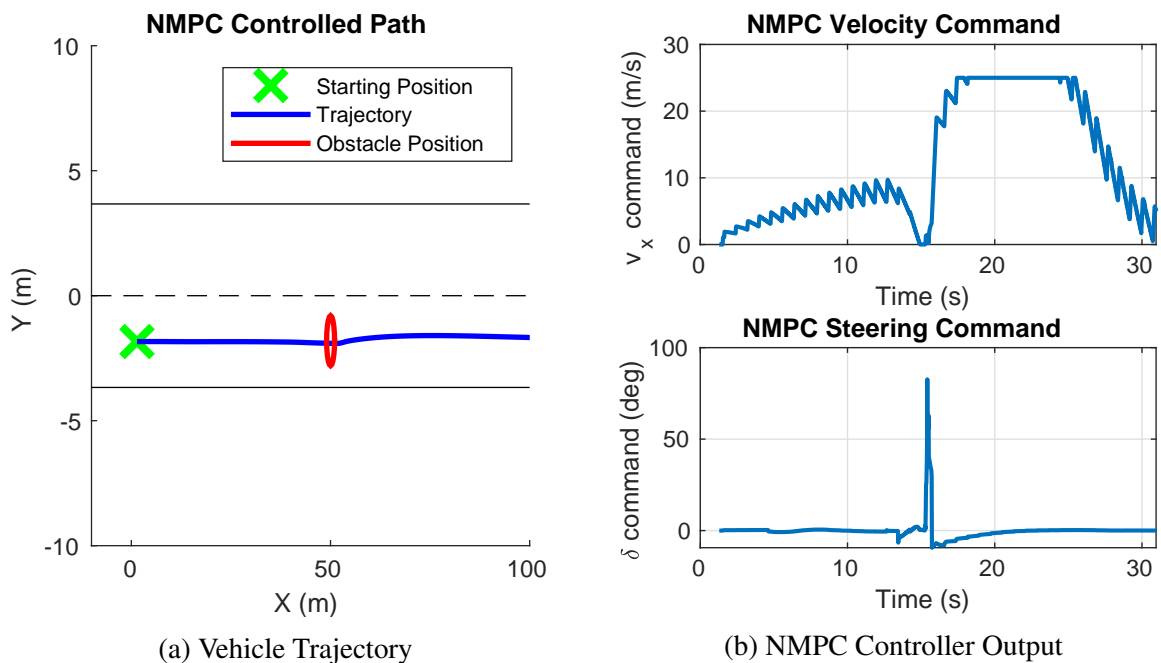 NMPC Controlled Path
10
5
0
-5
-10
Y (m)
Starting Position
Trajectory
Obstacle Position
0
50
100
X (m)
(a) Vehicle Trajectory
NMPC Velocity Command
30
20
10
0
v_x command (m/s)
0
10
20
30
Time (s)
NMPC Steering Command
100
50
0
δ command (deg)
0
10
20
30
Time (s)
(b) NMPC Controller Output